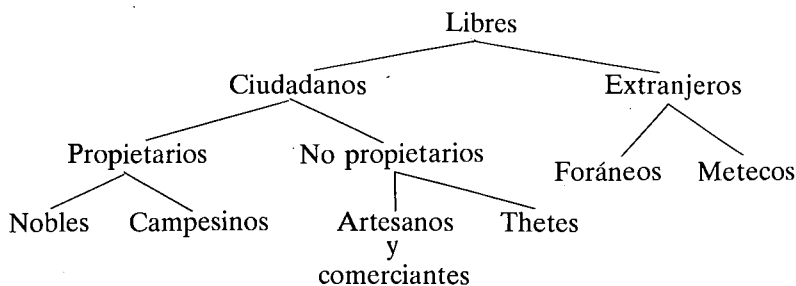 Libres
Ciudadanos Extranjeros
Propietarios No propietarios Foráneos Metecos
Nobles Campesinos Artesanos Thetes
y
comerciantes